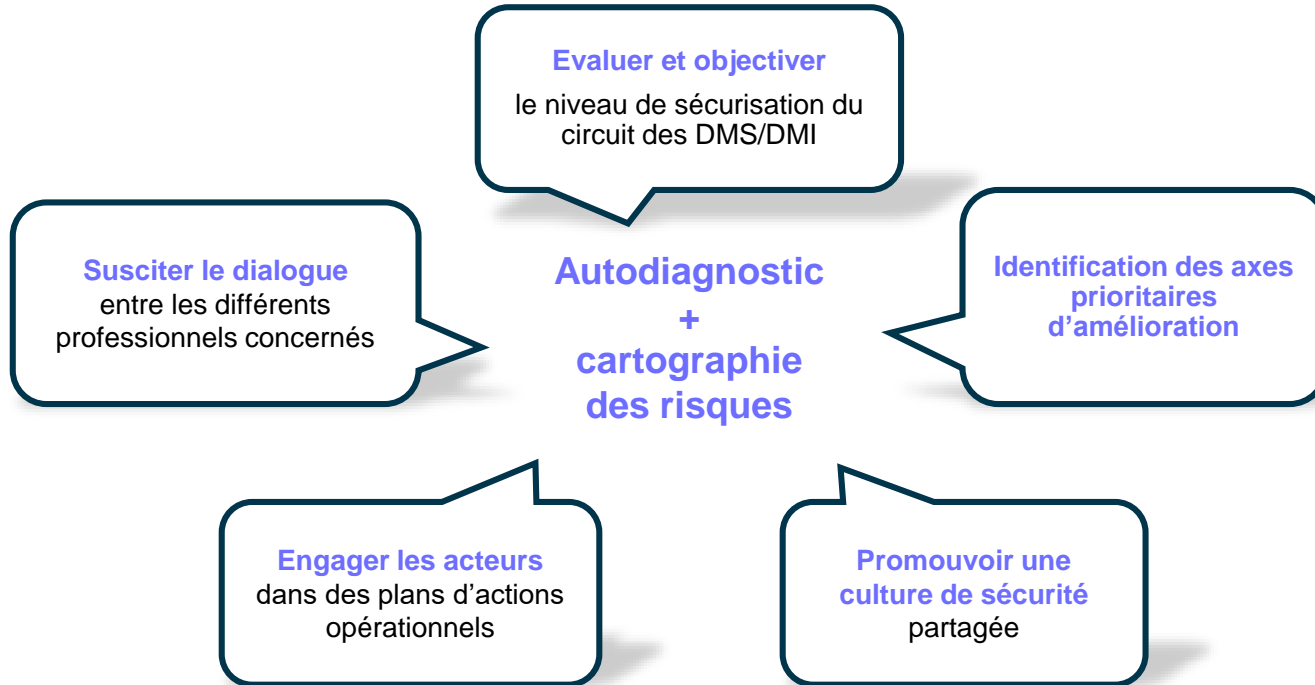 Evaluer et objectiver
le niveau de sécurisation du
circuit des DMS/DMI
Susciter le dialogue
entre les différents
professionnels concernés
Autodiagnostic
+
cartographie
des risques
Identification des axes
prioritaires
d’amélioration
Engager les acteurs
dans des plans d’actions
opérationnels
Promouvoir une
culture de sécurité
partagée